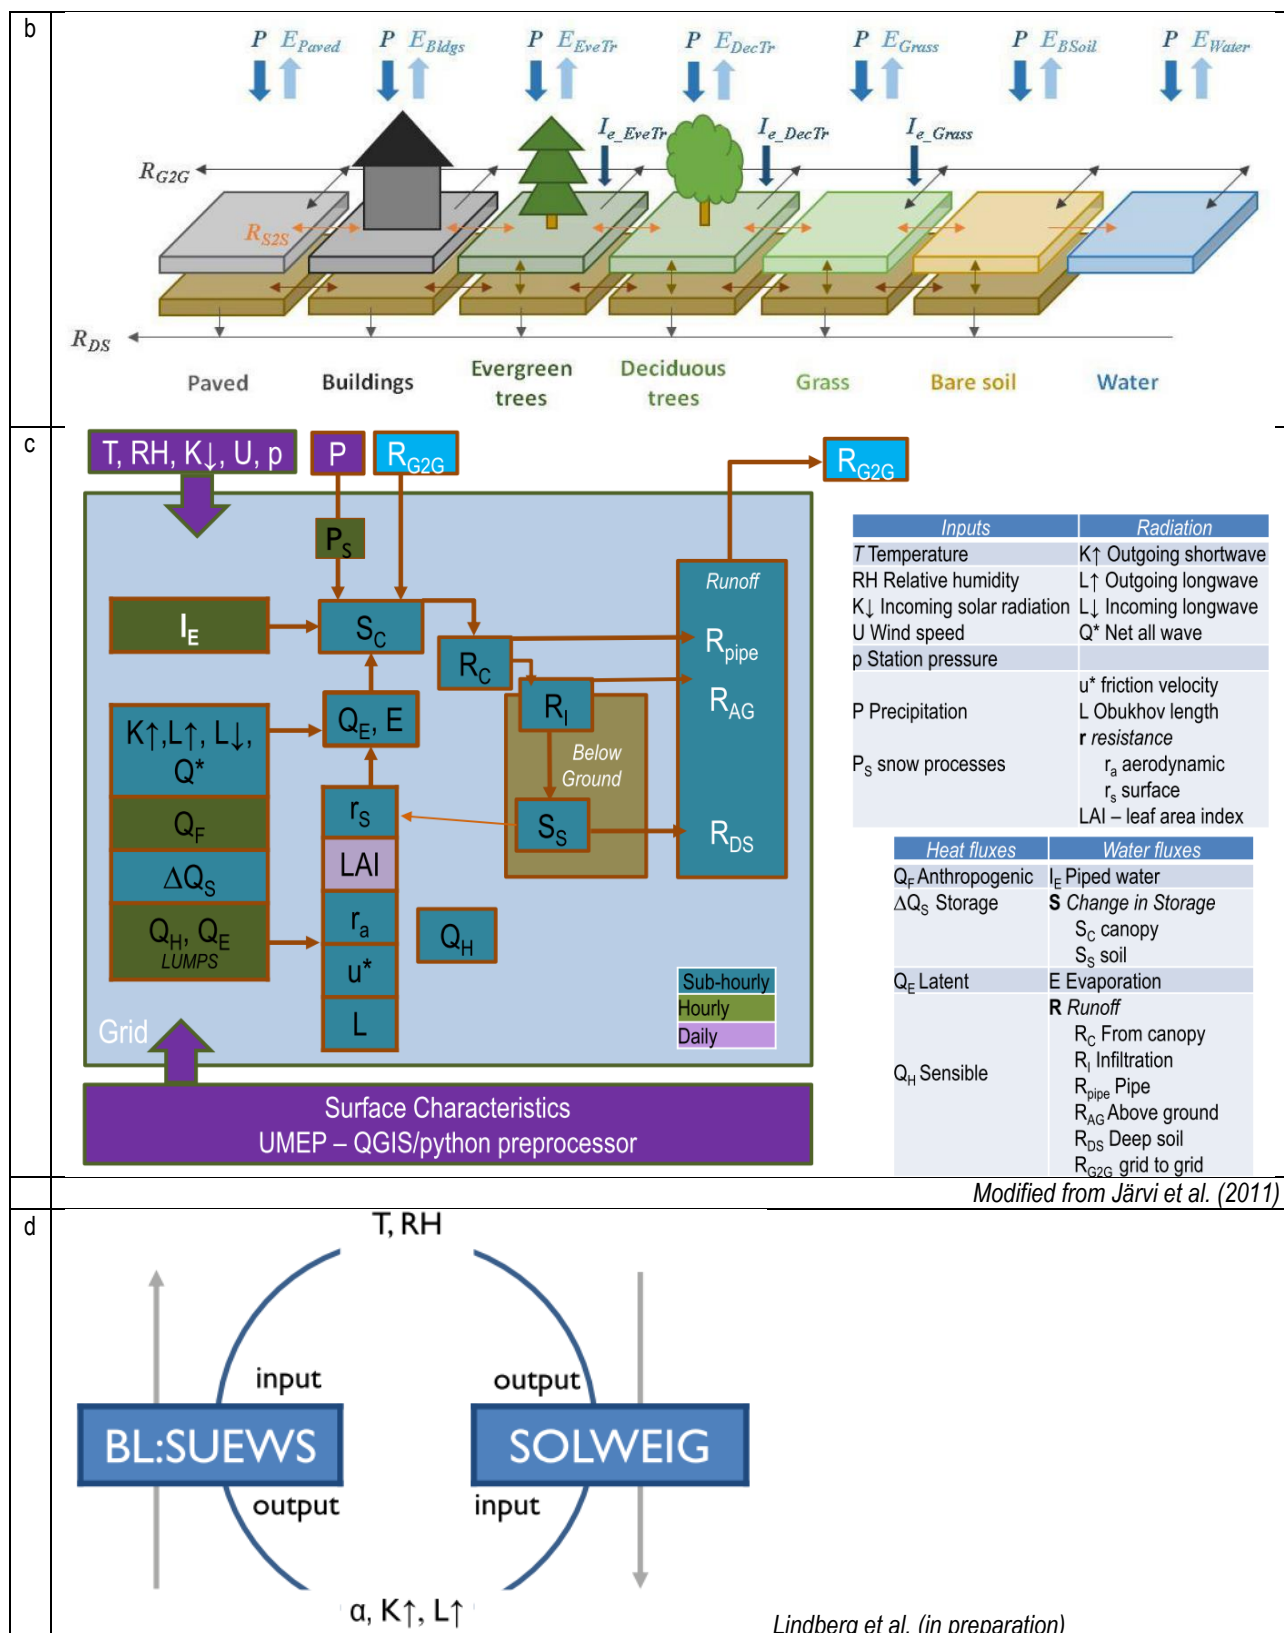 b
P E_Paved P E_Bldgs P E_EveTr P E_DecTr P E_Grass P E_BSoil P E_Water
I_e_EveTr I_e_DecTr I_e_Grass
R_G2G
R_S2S
R_DS
Paved Buildings Evergreen trees Deciduous trees Grass Bare soil Water
c
T, RH, K↓, U, p
P
R_G2G
R_G2G
P_S
I_E
S_C
R_C
R_I
Q_E, E
K↑,L↑, L↓,
Q*
Q_F
ΔQ_S
Q_H, Q_E
LUMPS
r_S
LAI
r_a
u*
L
Q_H
Below
Ground
S_S
Runoff
R_pipe
R_AG
R_DS
Sub-hourly
Hourly
Daily
Grid
Surface Characteristics
UMEP – QGIS/python preprocessor
Inputs Radiation
T Temperature K↑ Outgoing shortwave
RH Relative humidity L↑ Outgoing longwave
K↓ Incoming solar radiation L↓ Incoming longwave
U Wind speed Q* Net all wave
p Station pressure
u* friction velocity
P Precipitation L Obukhov length
r resistance
P_S snow processes r_a aerodynamic
r_s surface
LAI – leaf area index
Heat fluxes Water fluxes
Q_F Anthropogenic I_E Piped water
ΔQ_S Storage S Change in Storage
S_C canopy
S_S soil
Q_E Latent E Evaporation
R Runoff
R_C From canopy
Q_H Sensible R_I Infiltration
R_pipe Pipe
R_AG Above ground
R_DS Deep soil
R_G2G grid to grid
Modified from Järvi et al. (2011)
d
T, RH
input output
BL:SUEWS SOLWEIG
output input
α, K↑, L↑
Lindberg et al. (in preparation)